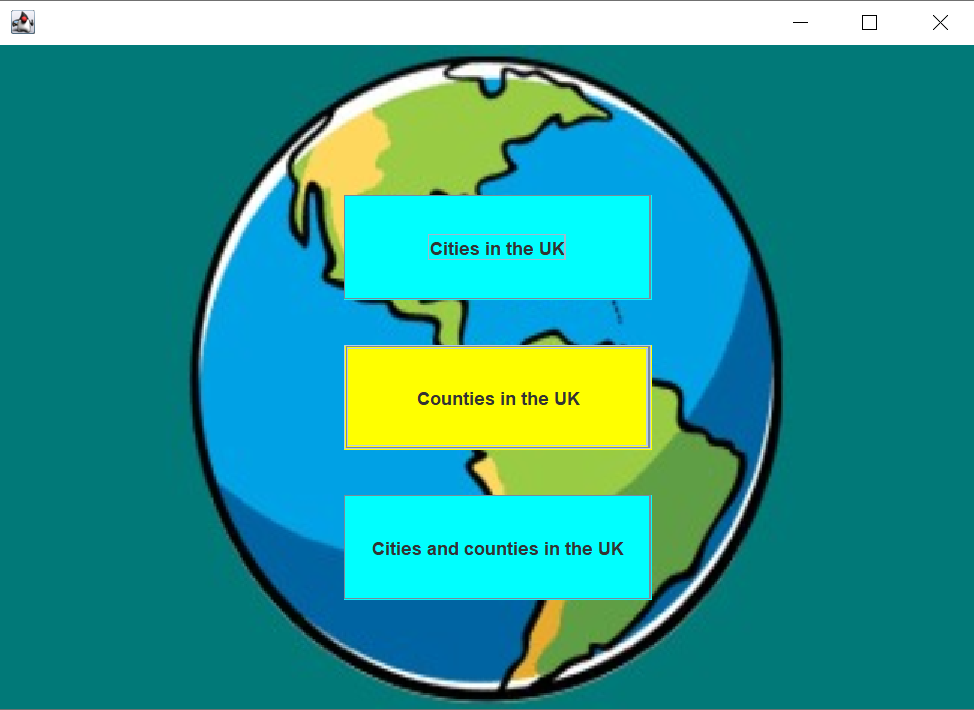 Cities in the UK
Counties in the UK
Cities and counties in the UK